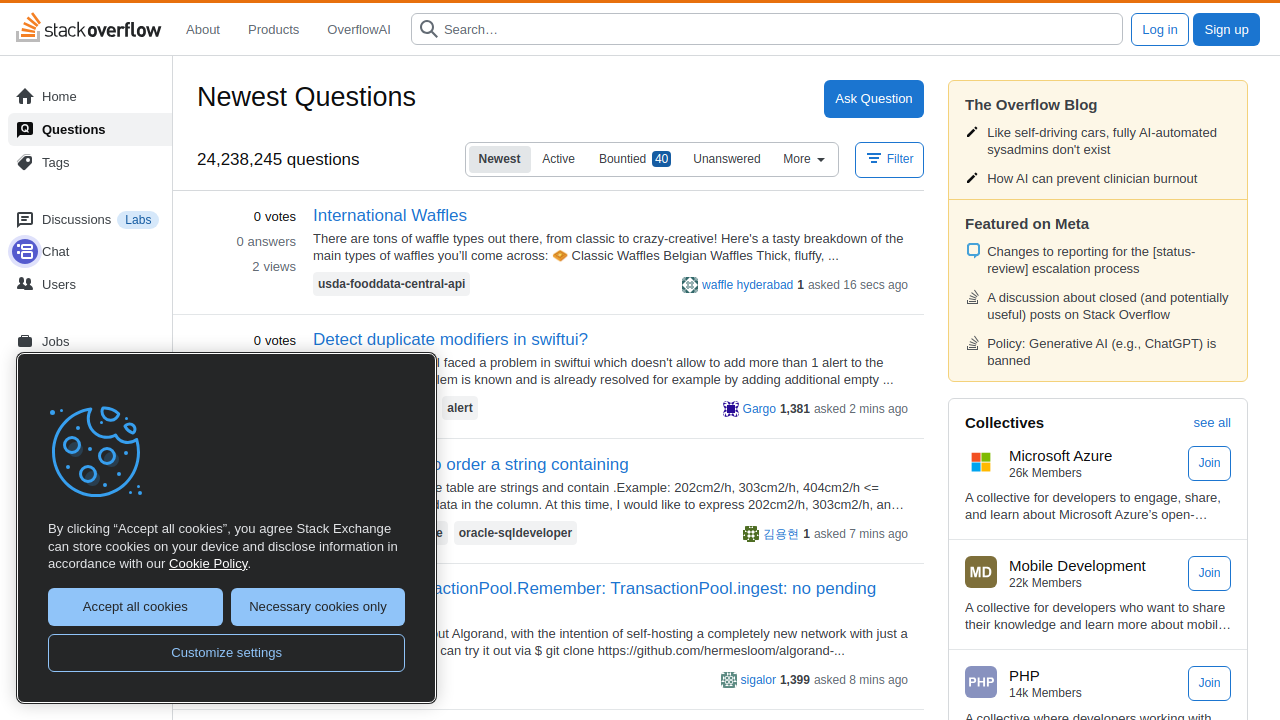 stack overflow
About
Products
OverflowAI
Search…
Log in
Sign up
Home
Questions
Tags
Discussions
Labs
Chat
Users
Jobs
Newest Questions
Ask Question
24,238,245 questions
Newest
Active
Bountied 40
Unanswered
More
Filter
0 votes
0 answers
2 views
International Waffles
There are tons of waffle types out there, from classic to crazy-creative! Here's a tasty breakdown of the
main types of waffles you'll come across: 🧇 Classic Waffles Belgian Waffles Thick, fluffy, ...
usda-fooddata-central-api
waffle hyderabad 1 asked 16 secs ago
0 votes
Detect duplicate modifiers in swiftui?
I faced a problem in swiftui which doesn't allow to add more than 1 alert to the
lem is known and is already resolved for example by adding additional empty ...
alert
Gargo 1,381 asked 2 mins ago
o order a string containing
e table are strings and contain .Example: 202cm2/h, 303cm2/h, 404cm2/h <=
data in the column. At this time, I would like to express 202cm2/h, 303cm2/h, an…
e
oracle-sqldeveloper
김용현 1 asked 7 mins ago
actionPool.Remember: TransactionPool.ingest: no pending
out Algorand, with the intention of self-hosting a completely new network with just a
can try it out via $ git clone https://github.com/hermesloom/algorand-...
sigalor 1,399 asked 8 mins ago
By clicking “Accept all cookies”, you agree Stack Exchange
can store cookies on your device and disclose information in
accordance with our Cookie Policy.
Accept all cookies
Necessary cookies only
Customize settings
The Overflow Blog
Like self-driving cars, fully AI-automated
sysadmins don't exist
How AI can prevent clinician burnout
Featured on Meta
Changes to reporting for the [status-
review] escalation process
A discussion about closed (and potentially
useful) posts on Stack Overflow
Policy: Generative AI (e.g., ChatGPT) is
banned
Collectives
see all
Microsoft Azure
26k Members
Join
A collective for developers to engage, share,
and learn about Microsoft Azure’s open-…
MD
Mobile Development
22k Members
Join
A collective for developers who want to share
their knowledge and learn more about mobil…
PHP
PHP
14k Members
Join
A collective where developers working with